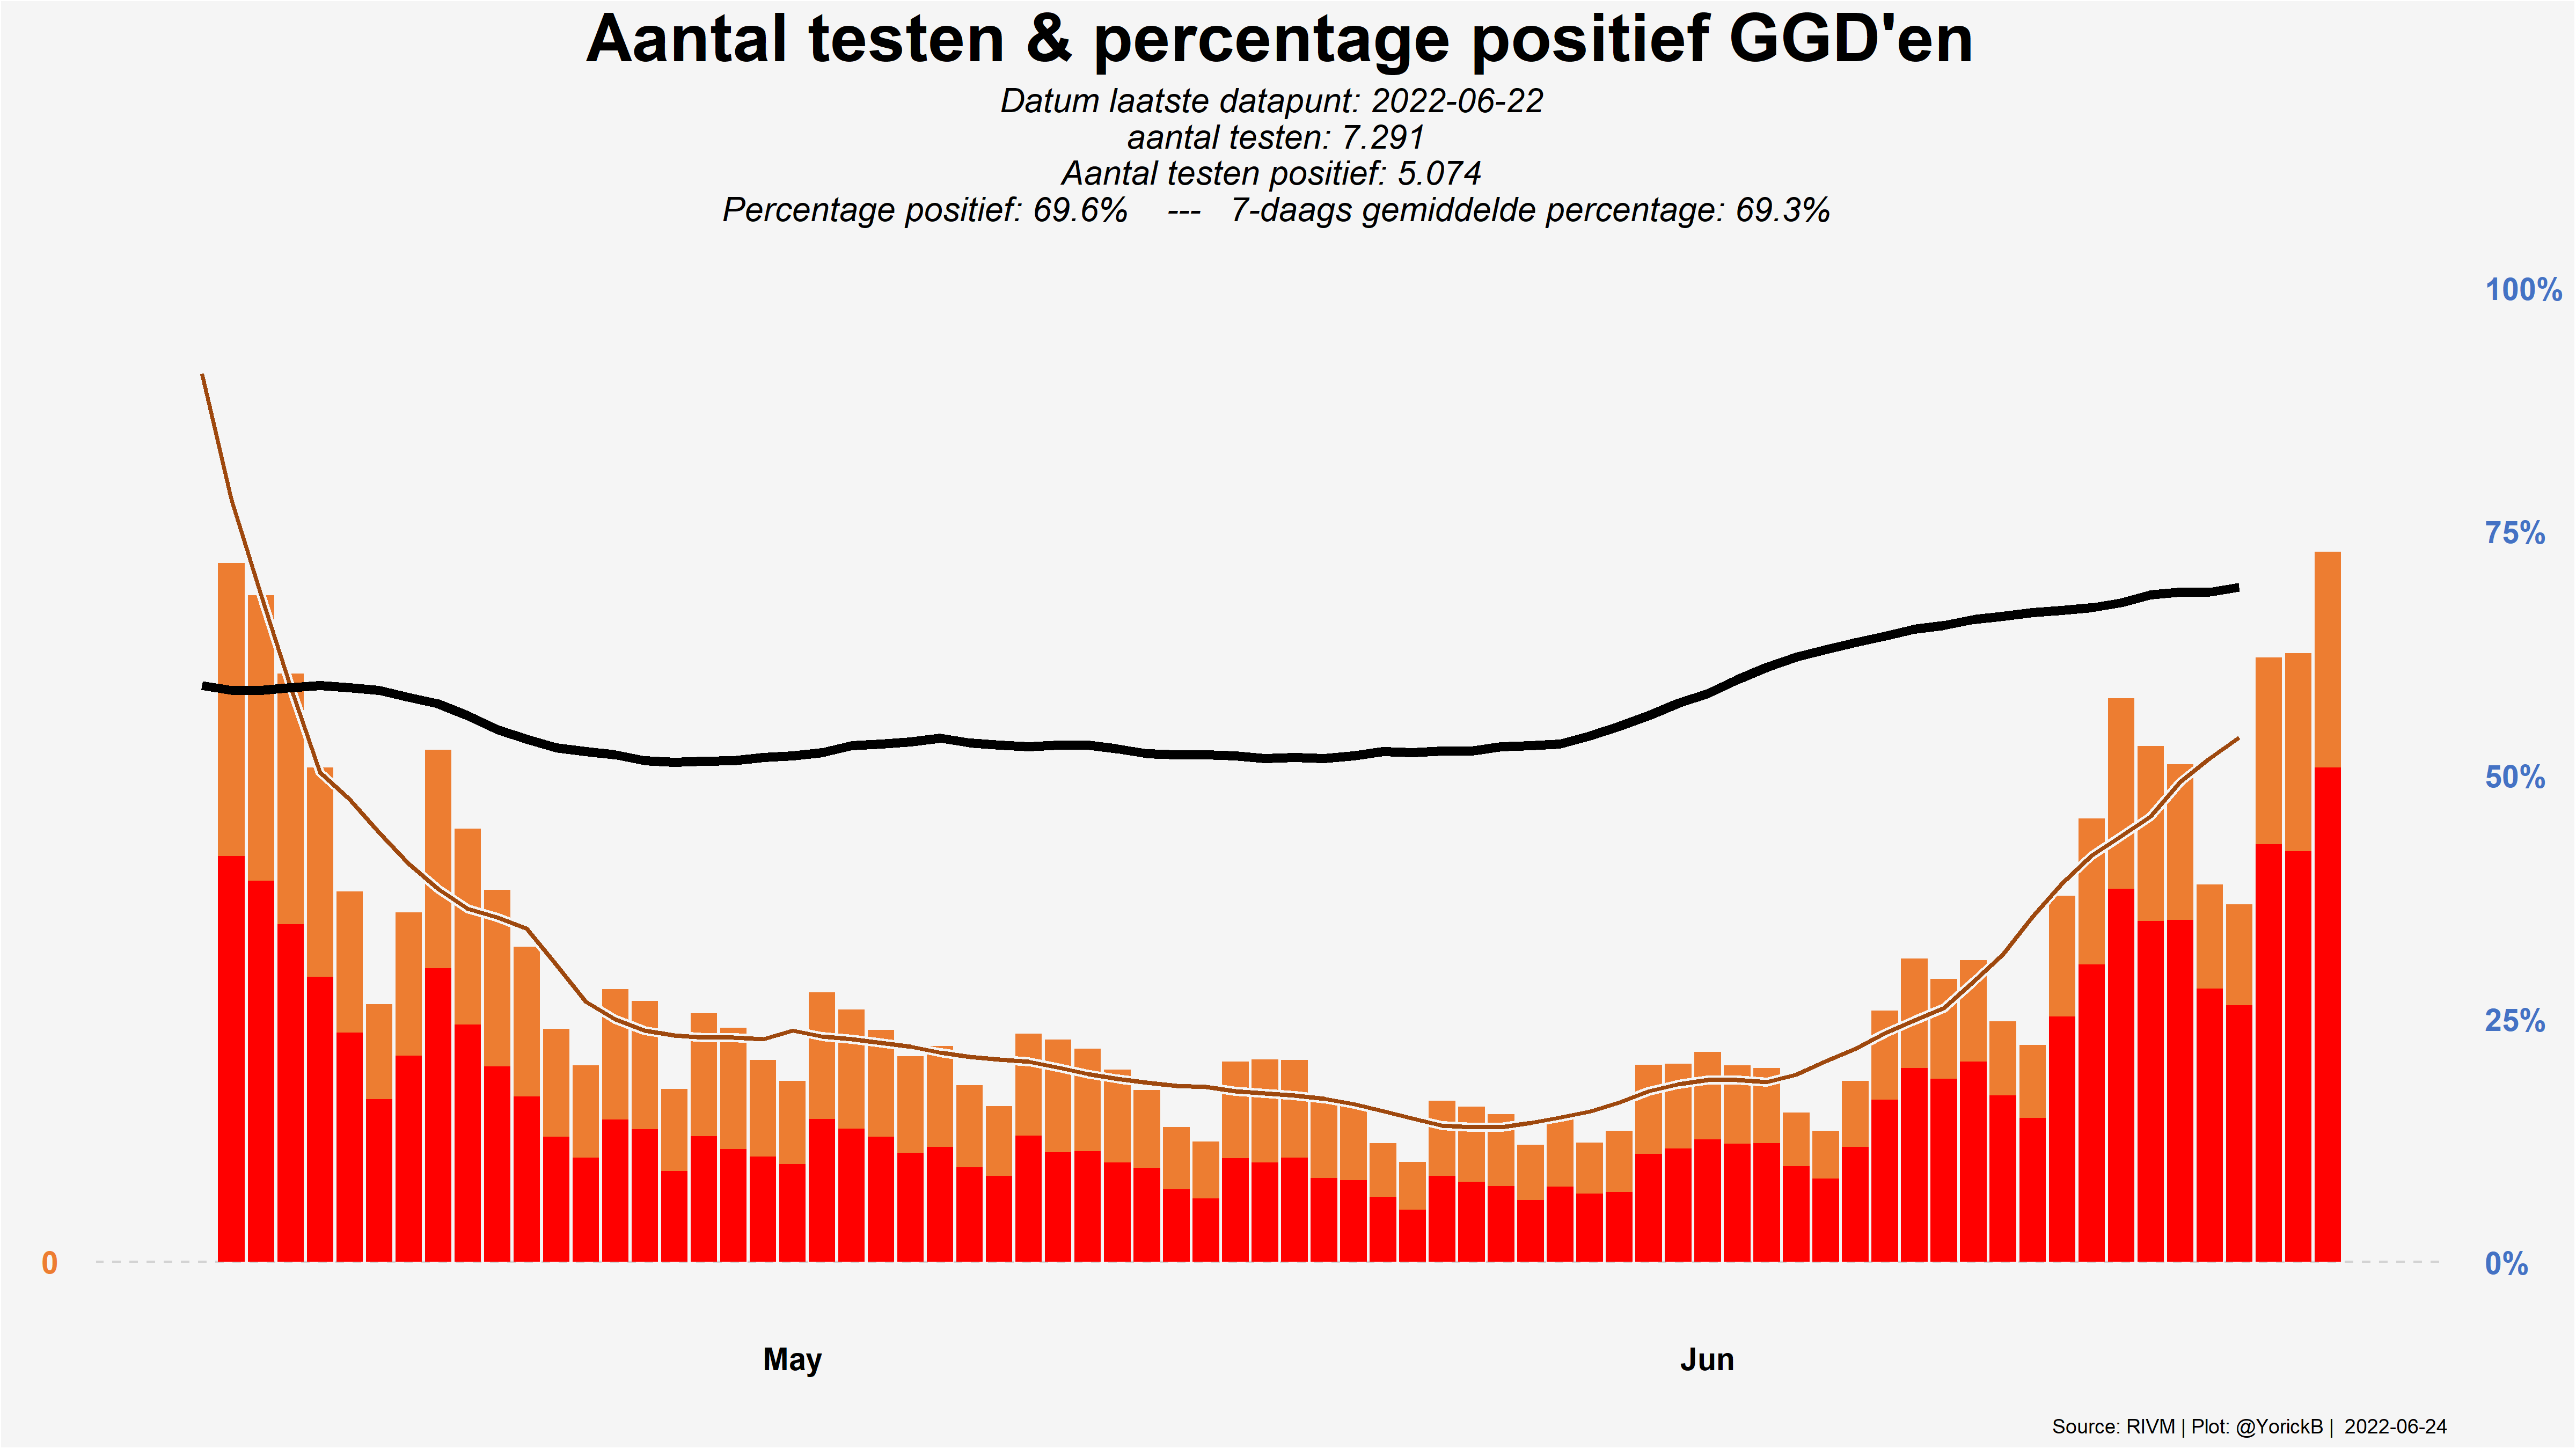 Aantal testen & percentage positief GGD'en
Datum laatste datapunt: 2022-06-22
aantal testen: 7.291
Aantal testen positief: 5.074
Percentage positief: 69.6% --- 7-daags gemiddelde percentage: 69.3%
100%
75%
50%
25%
0
0%
May
Jun
Source: RIVM | Plot: @YorickB | 2022-06-24